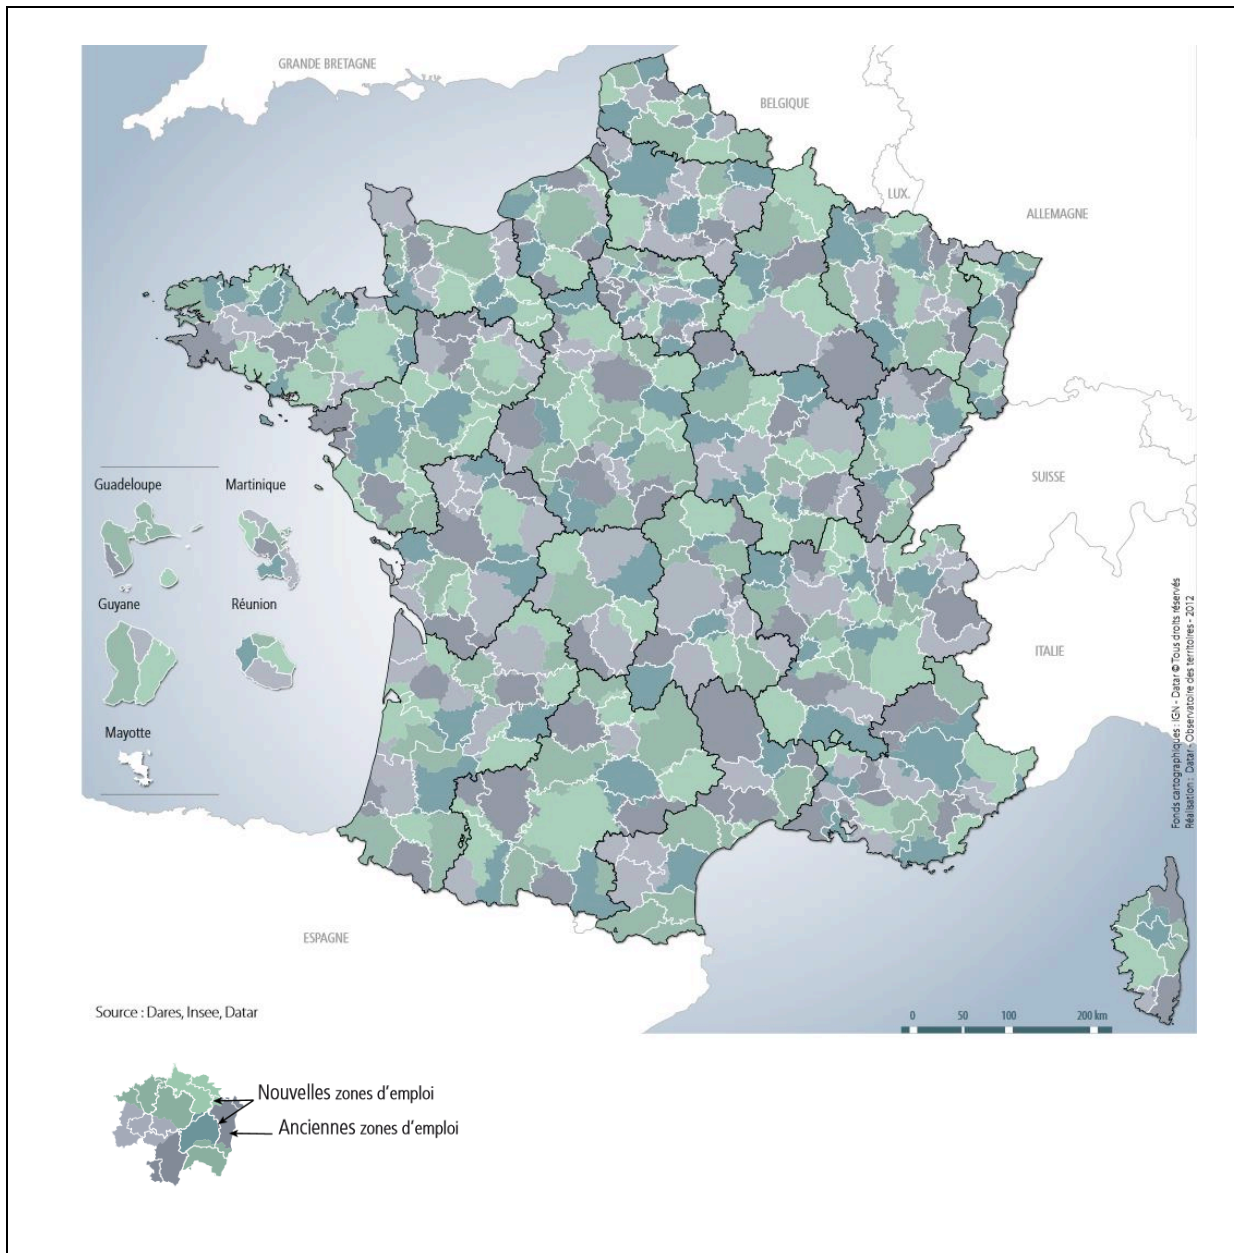 GRANDE BRETAGNE
BELGIQUE
LUX.
ALLEMAGNE
SUISSE
ITALIE
ESPAGNE
Guadeloupe
Martinique
Guyane
Réunion
Mayotte
Fonds cartographiques : IGN - Datar © Tous droits réservés
Réalisation : Datar - Observatoire des territoires - 2012
Source : Dares, Insee, Datar
0 50 100 200 km
Nouvelles zones d'emploi
Anciennes zones d'emploi